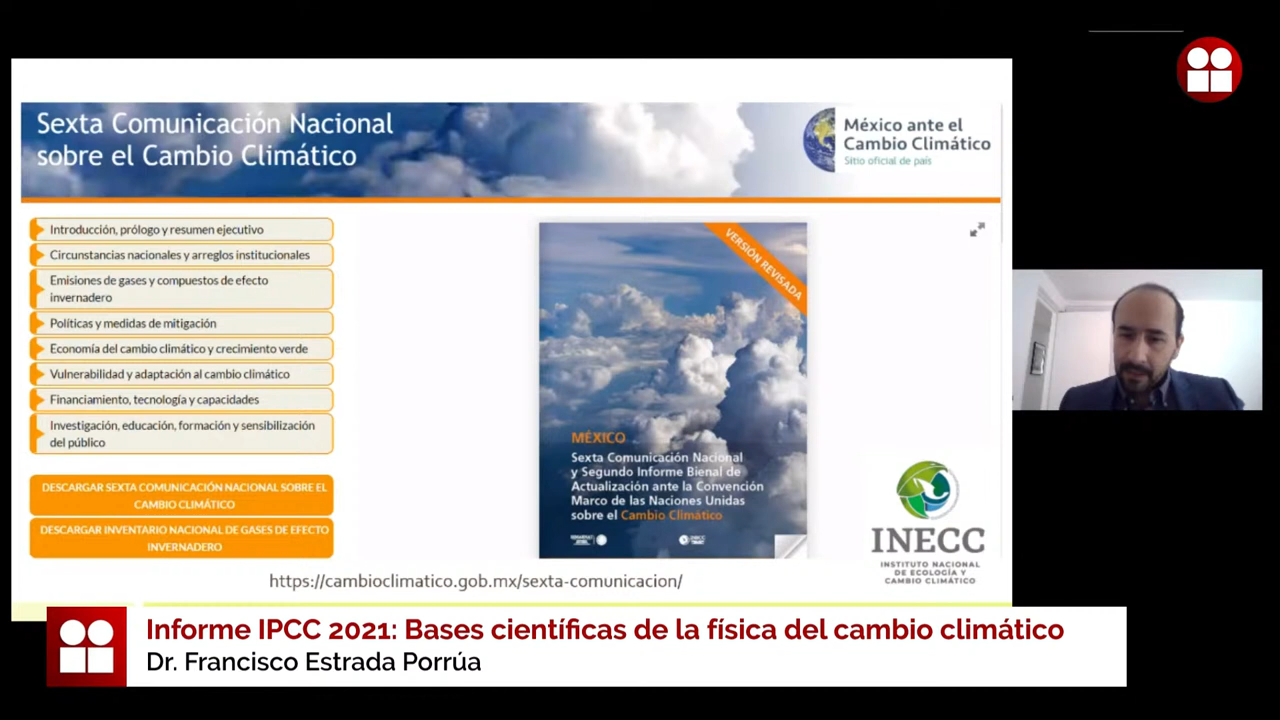 Sexta Comunicación Nacional
sobre el Cambio Climático
México ante el
Cambio Climático
Sitio oficial de país
Introducción, prólogo y resumen ejecutivo
Circunstancias nacionales y arreglos institucionales
Emisiones de gases y compuestos de efecto
invernadero
Políticas y medidas de mitigación
Economía del cambio climático y crecimiento verde
Vulnerabilidad y adaptación al cambio climático
Financiamiento, tecnología y capacidades
Investigación, educación, formación y sensibilización
del público
DESCARGAR SEXTA COMUNICACIÓN NACIONAL SOBRE EL
CAMBIO CLIMÁTICO
DESCARGAR INVENTARIO NACIONAL DE GASES DE EFECTO
INVERNADERO
VERSIÓN REVISADA
MÉXICO
Sexta Comunicación Nacional
y Segundo Informe Bienal de
Actualización ante la Convención
Marco de las Naciones Unidas
sobre el Cambio Climático
INECC
INSTITUTO NACIONAL
DE ECOLOGÍA Y
CAMBIO CLIMÁTICO
https://cambioclimatico.gob.mx/sexta-comunicacion/
Informe IPCC 2021: Bases científicas de la física del cambio climático
Dr. Francisco Estrada Porrúa